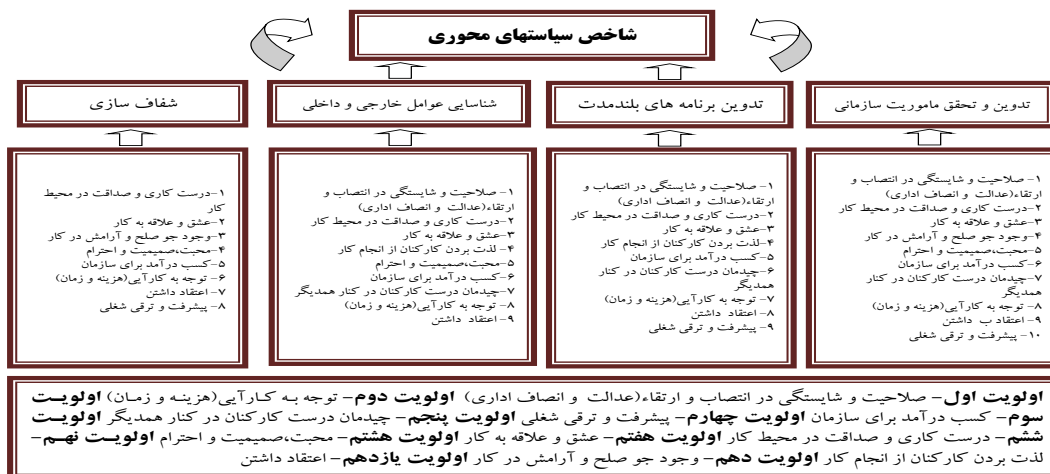 شاخص سیاستهای محوری
تدوین و تحقق ماموریت سازمانی
تدوین برنامه های بلندمدت
شناسایی عوامل خارجی و داخلی
شفاف سازی
۱- صلاحیت و شایستگی در انتصاب و
ارتقاء(عدالت و انصاف اداری)
۲-درست کاری و صداقت در محیط کار
۳-عشق و علاقه به کار
۴-وجود جو صلح و آرامش در کار
۵-محبت،صمیمیت و احترام
۶-کسب درآمد برای سازمان
۷-چیدمان درست کارکنان در کنار
همدیگر
۸- توجه به کارآیی(هزینه و زمان)
۹- اعتقاد ب داشتن
۱۰- پیشرفت و ترقی شغلی
۱- صلاحیت و شایستگی در انتصاب و
ارتقاء(عدالت و انصاف اداری)
۲-درست کاری و صداقت در محیط کار
۳-عشق و علاقه به کار
۴-لذت بردن کارکنان از انجام کار
۵-کسب درآمد برای سازمان
۶-چیدمان درست کارکنان در کنار
همدیگر
۷- توجه به کارآیی(هزینه و زمان)
۸- اعتقاد داشتن
۹- پیشرفت و ترقی شغلی
۱- صلاحیت و شایستگی در انتصاب و
ارتقاء(عدالت و انصاف اداری)
۲-درست کاری و صداقت در محیط کار
۳-عشق و علاقه به کار
۴- لذت بردن کارکنان از انجام کار
۵-محبت،صمیمیت و احترام
۶-کسب درآمد برای سازمان
۷-چیدمان درست کارکنان در کنار همدیگر
۸- توجه به کارآیی(هزینه و زمان)
۹- اعتقاد داشتن
۱-درست کاری و صداقت در محیط
کار
۲-عشق و علاقه به کار
۳-وجود جو صلح و آرامش در کار
۴-محبت،صمیمیت و احترام
۵-کسب درآمد برای سازمان
۶- توجه به کارآیی(هزینه و زمان)
۷- اعتقاد داشتن
۸- پیشرفت و ترقی شغلی
اولویت اول- صلاحیت و شایستگی در انتصاب و ارتقاء(عدالت و انصاف اداری) اولویت دوم- توجه به کارآیی(هزینه و زمان) اولویت
سوم- کسب درآمد برای سازمان اولویت چهارم- پیشرفت و ترقی شغلی اولویت پنجم- چیدمان درست کارکنان در کنار همدیگر اولویت
ششم- درست کاری و صداقت در محیط کار اولویت هفتم- عشق و علاقه به کار اولویت هشتم- محبت،صمیمیت و احترام اولویت نهم-
لذت بردن کارکنان از انجام کار اولویت دهم- وجود جو صلح و آرامش در کار اولویت یازدهم- اعتقاد داشتن